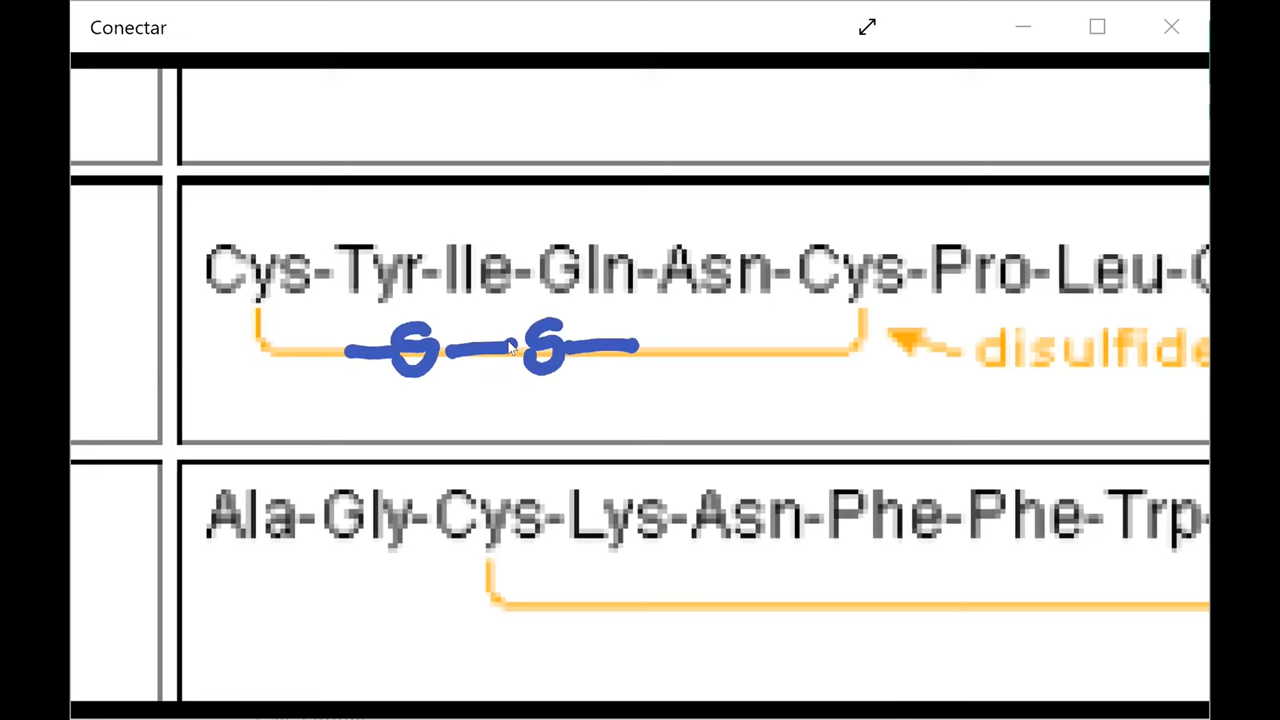 Conectar
Cys-Tyr-Ile-Gln-Asn-Cys-Pro-Leu-
S S
disulfide
Ala-Gly-Cys-Lys-Asn-Phe-Phe-Trp-